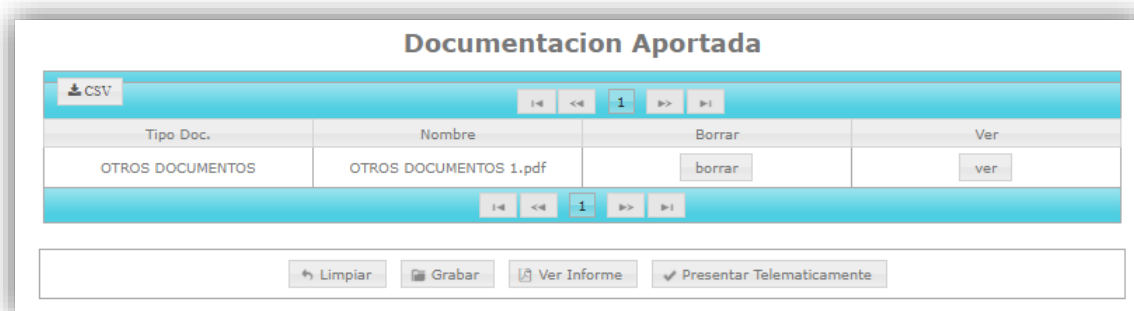 Documentacion Aportada
CSV
1
Tipo Doc. Nombre Borrar Ver
OTROS DOCUMENTOS OTROS DOCUMENTOS 1.pdf borrar ver
1
Limpiar Grabar Ver Informe Presentar Telematicamente